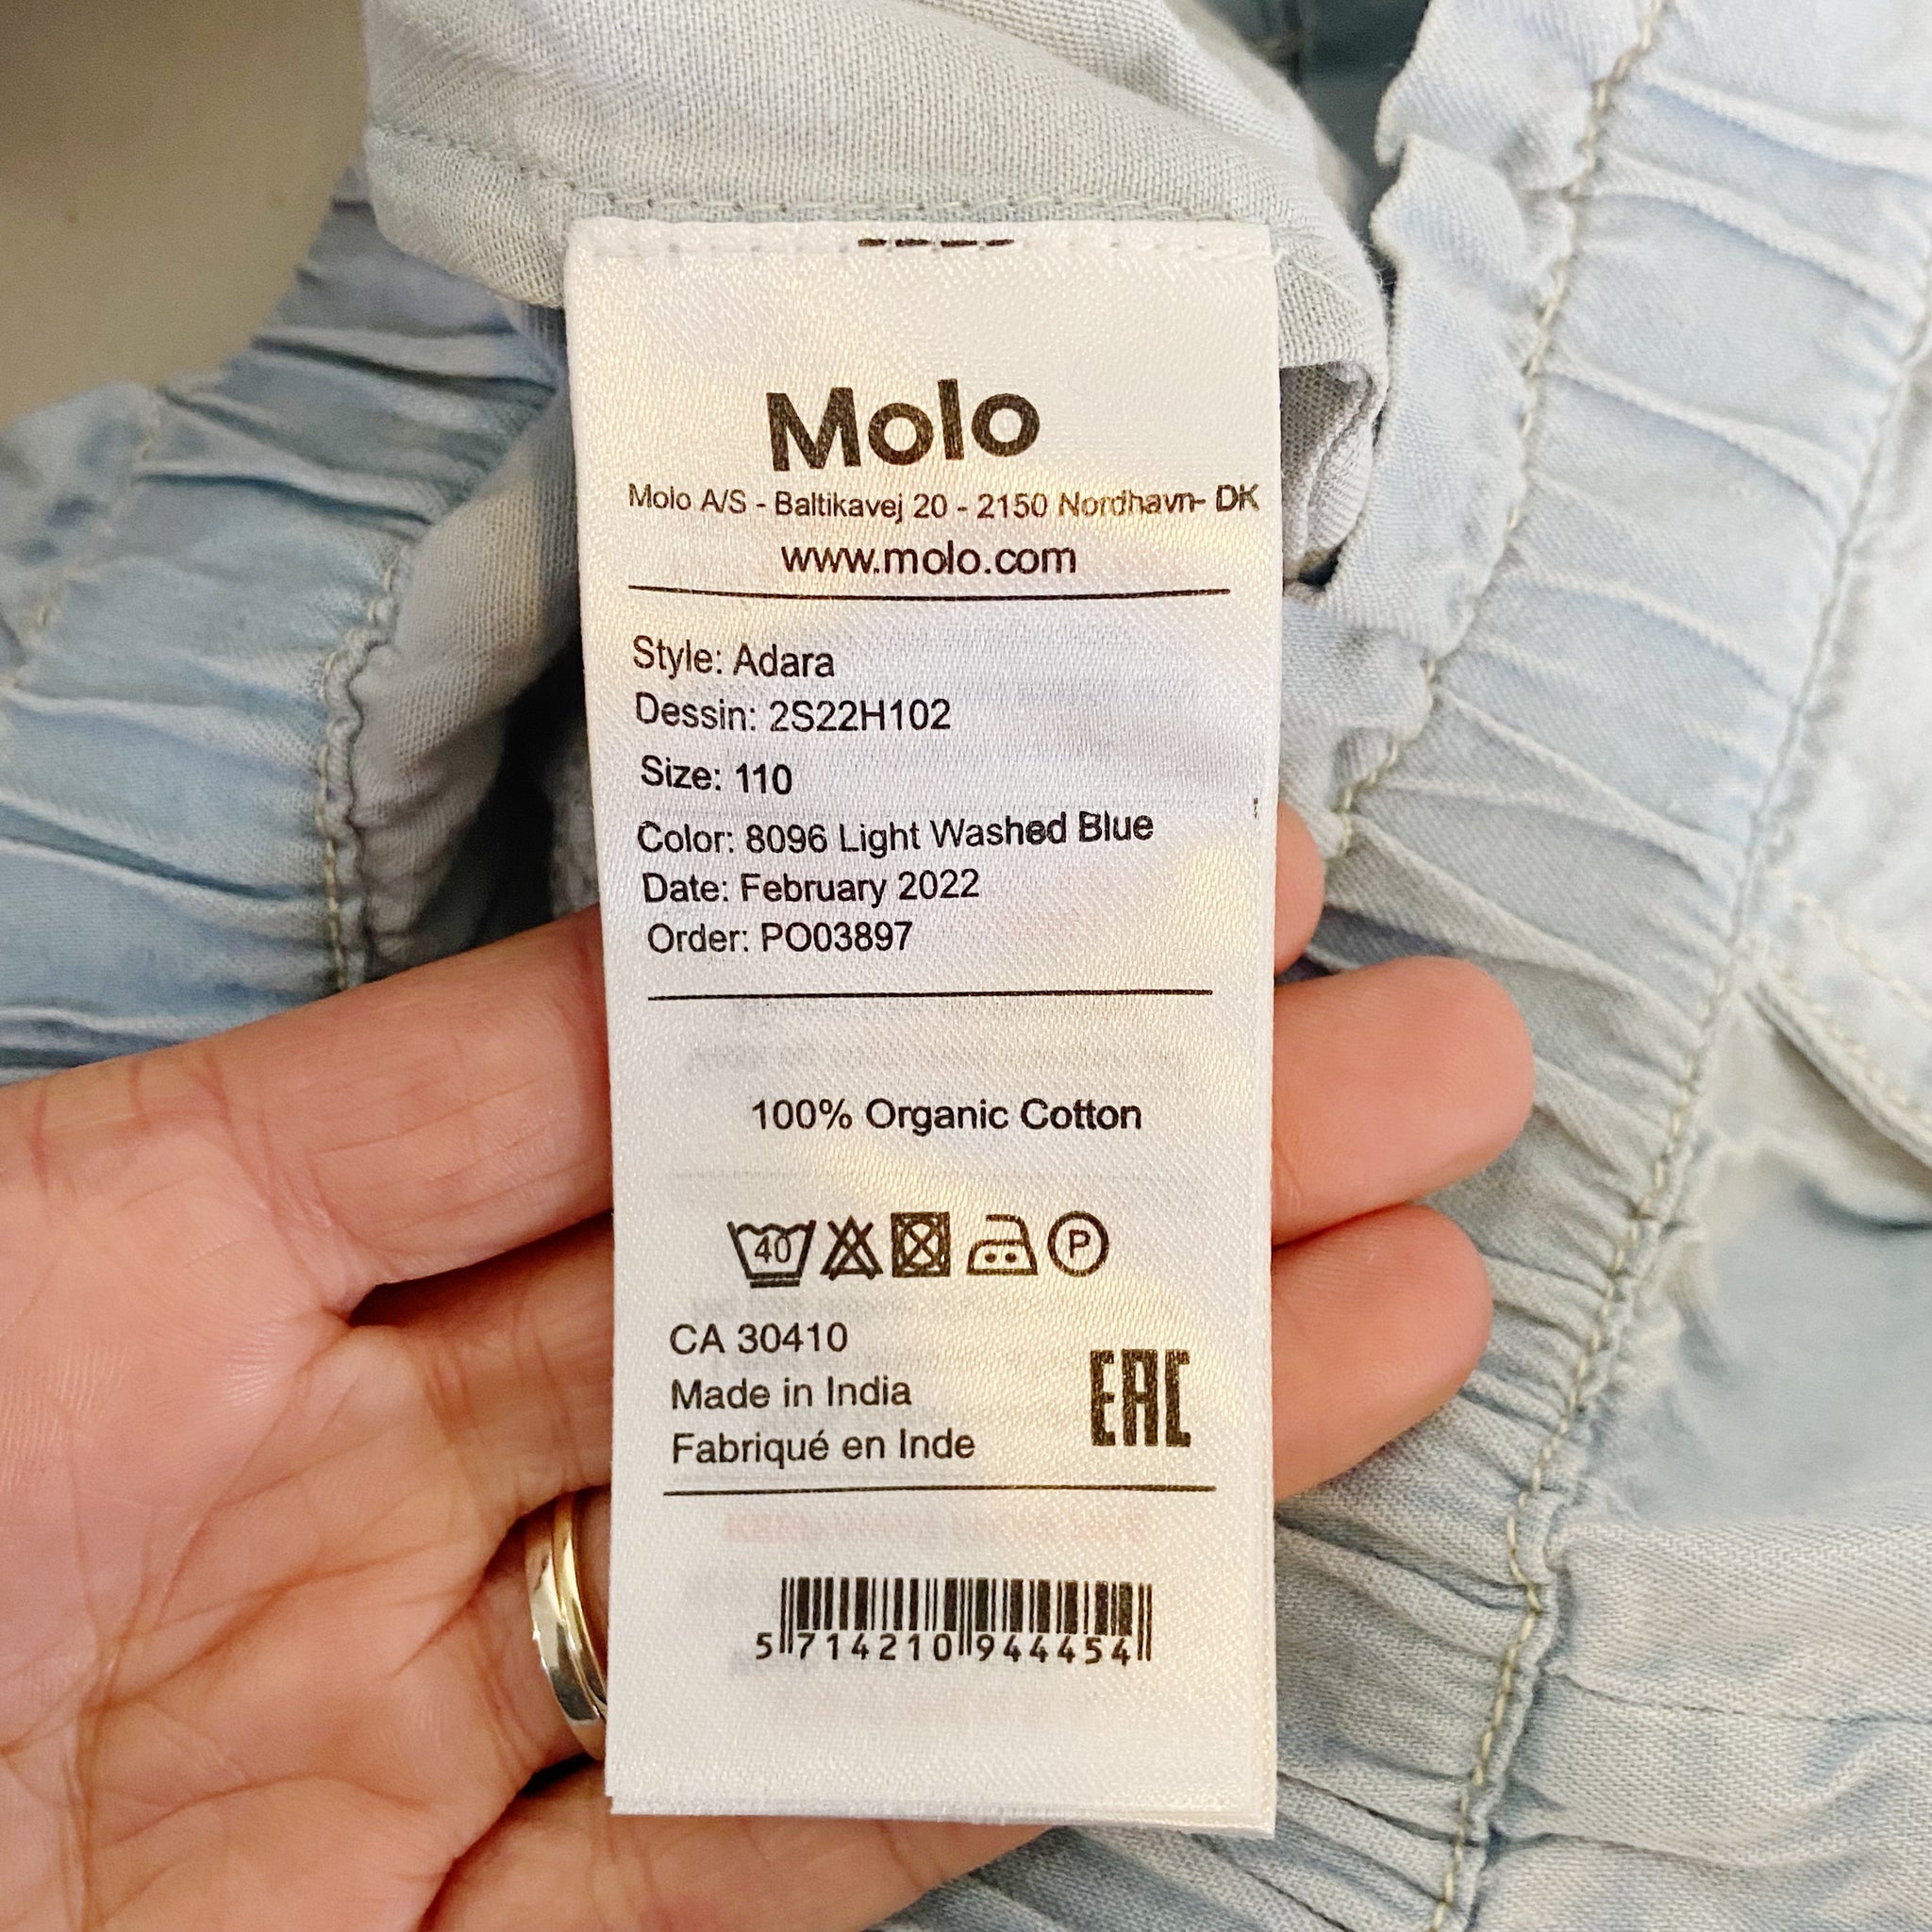 Molo
Molo A/S - Baltikavej 20 - 2150 Nordhavn- DK
www.molo.com
Style: Adara
Dessin: 2S22H102
Size: 110
Color: 8096 Light Washed Blue
Date: February 2022
Order: PO03897
100% Organic Cotton
40 P
CA 30410
Made in India
Fabriqué en Inde
EAC
5 714210 944454